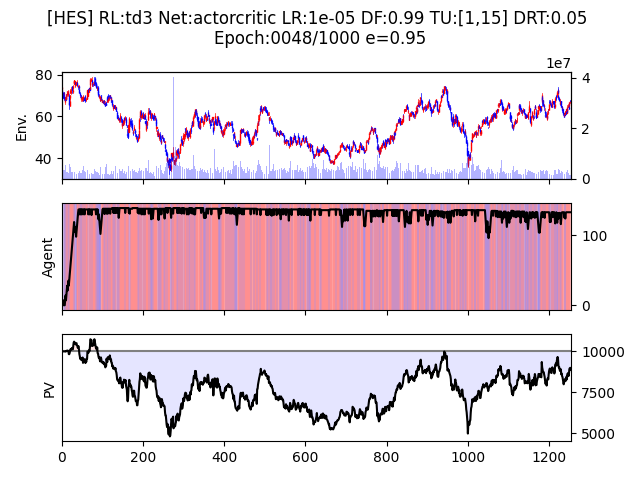 [HES] RL:td3 Net:actorcritic LR:1e-05 DF:0.99 TU:[1,15] DRT:0.05
Epoch:0048/1000 e=0.95
1e7
80
60
40
Env.
4
2
0
Agent
100
0
PV
10000
7500
5000
0 200 400 600 800 1000 1200